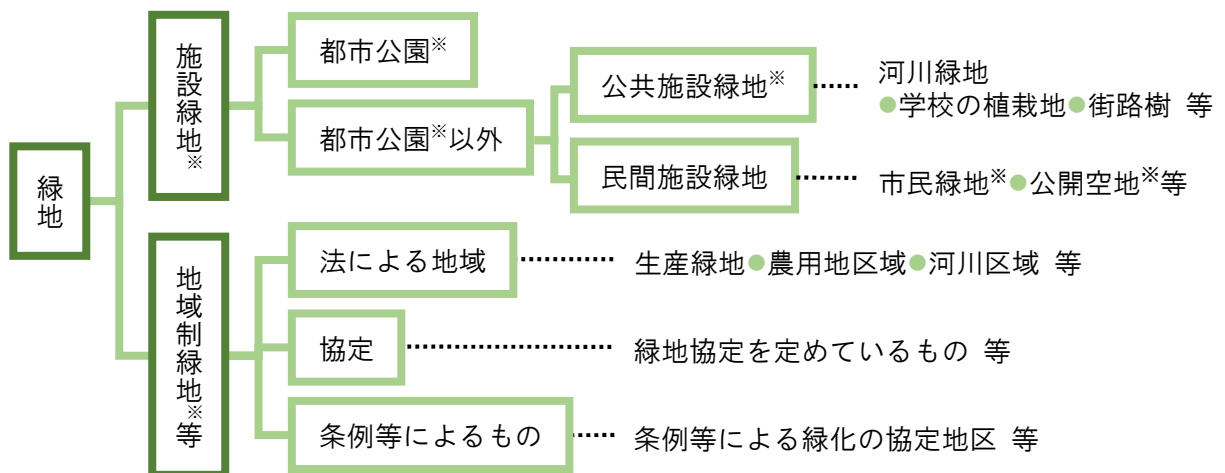 緑地
施設緑地※
都市公園※
都市公園※以外
公共施設緑地※
河川緑地
●学校の植栽地●街路樹 等
民間施設緑地
市民緑地※●公開空地※等
地域制緑地※等
法による地域
生産緑地●農用地区域●河川区域 等
協定
緑地協定を定めているもの 等
条例等によるもの
条例等による緑化の協定地区 等